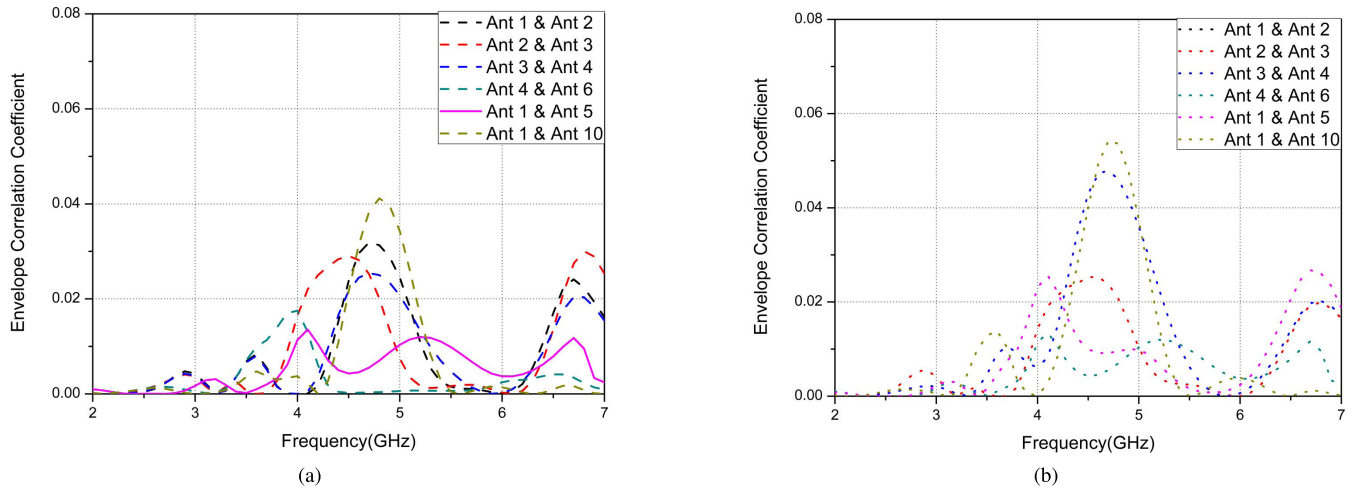 0.08
0.06
0.04
0.02
0.00
Envelope Correlation Coefficient
2 3 4 5 6 7
Frequency(GHz)
Ant 1 & Ant 2
Ant 2 & Ant 3
Ant 3 & Ant 4
Ant 4 & Ant 6
Ant 1 & Ant 5
Ant 1 & Ant 10
(a)
0.08
0.06
0.04
0.02
0.00
Envelope Correlation Coefficient
2 3 4 5 6 7
Frequency(GHz)
Ant 1 & Ant 2
Ant 2 & Ant 3
Ant 3 & Ant 4
Ant 4 & Ant 6
Ant 1 & Ant 5
Ant 1 & Ant 10
(b)